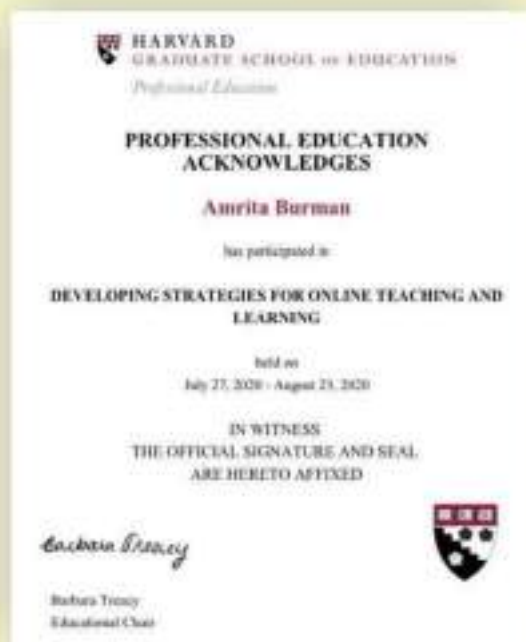 HARVARD
GRADUATE SCHOOL OF EDUCATION
Professional Education
PROFESSIONAL EDUCATION
ACKNOWLEDGES
Amrita Burman
has participated in
DEVELOPING STRATEGIES FOR ONLINE TEACHING AND
LEARNING
held on
July 27, 2020 - August 23, 2020
IN WITNESS
THE OFFICIAL SIGNATURE AND SEAL
ARE HERETO AFFIXED
Barbara Treacy
Barbara Treacy
Educational Chair